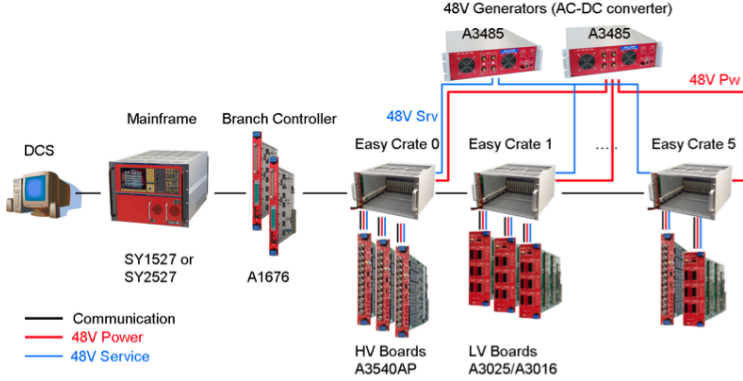 48V Generators (AC-DC converter)
A3485
A3485
48V Pw
48V Srv
Mainframe
Branch Controller
Easy Crate 0
Easy Crate 1
.....
Easy Crate 5
DCS
SY1527 or
SY2527
A1676
Communication
48V Power
48V Service
HV Boards
A3540AP
LV Boards
A3025/A3016